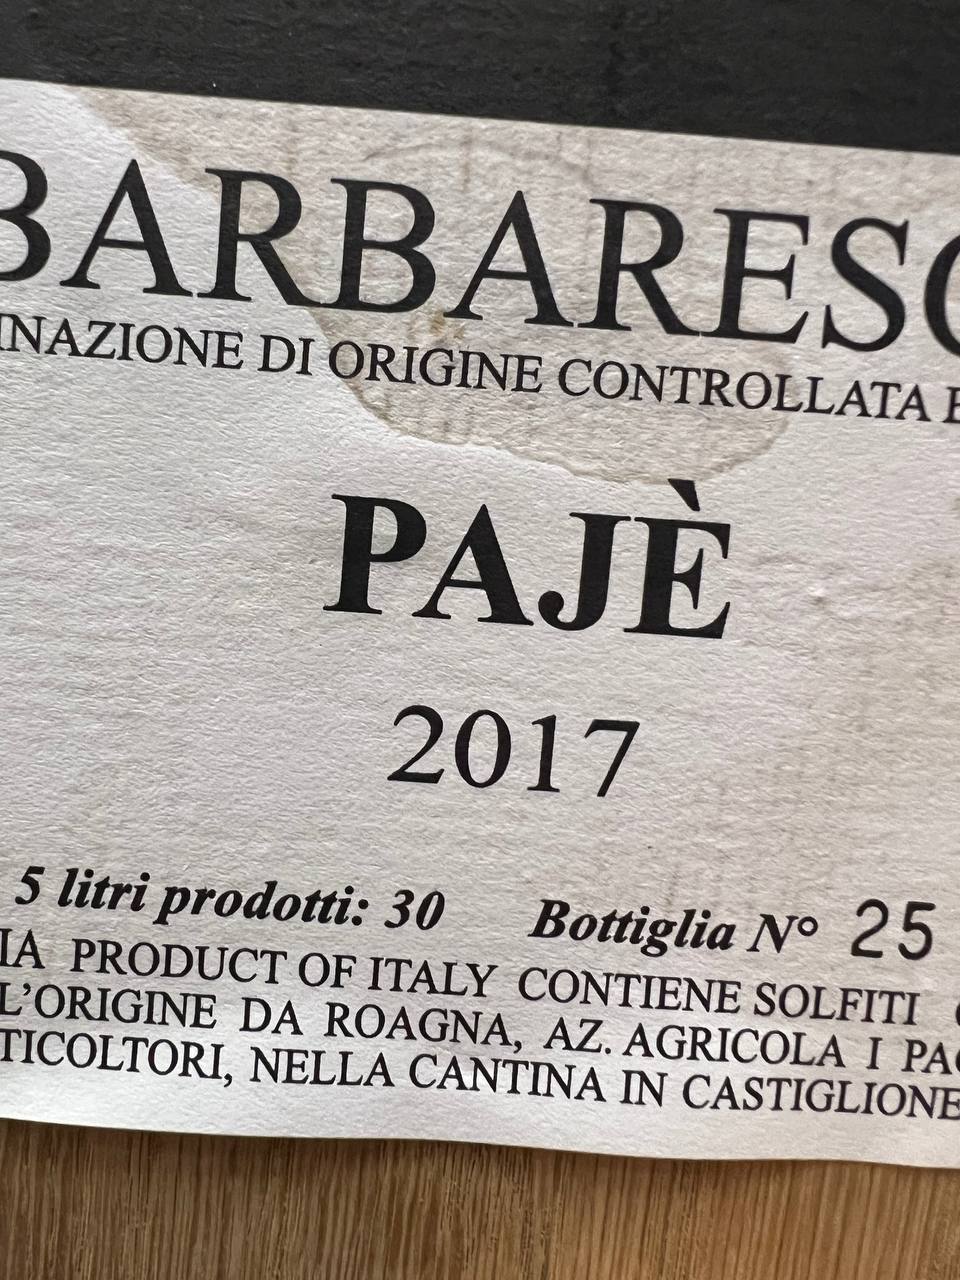 BARBARESC
INAZIONE DI ORIGINE CONTROLLATA E
PAJÈ
2017
5 litri prodotti: 30 Bottiglia N° 25
IA PRODUCT OF ITALY CONTIENE SOLFITI
L'ORIGINE DA ROAGNA, AZ. AGRICOLA I PAG
TICOLTORI, NELLA CANTINA IN CASTIGLIONE